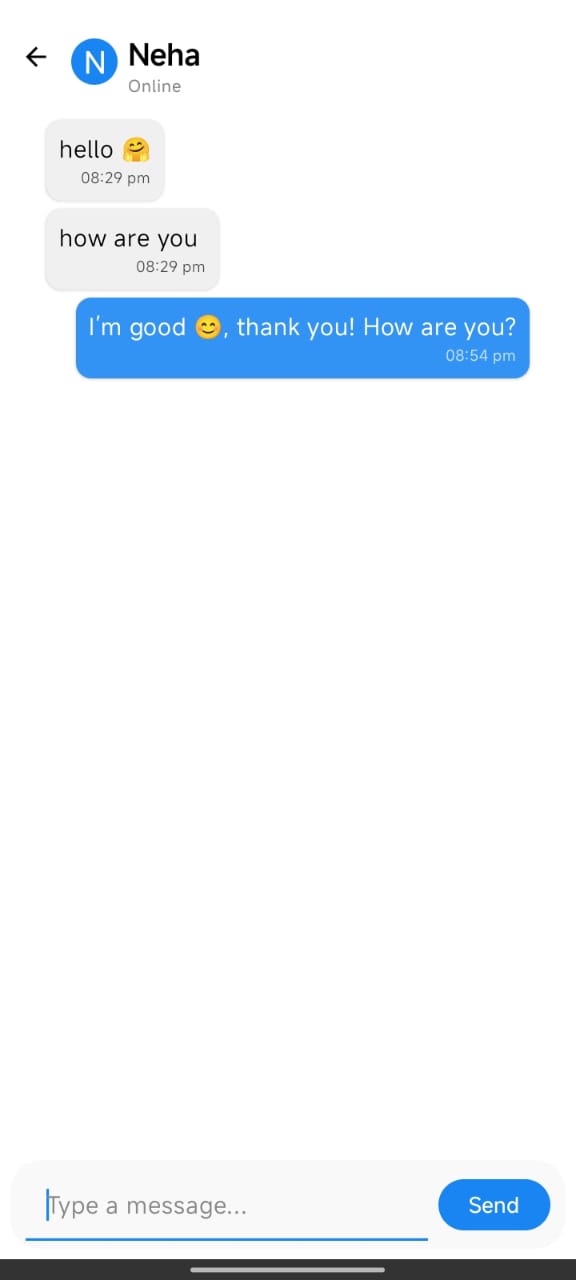 N
Neha
Online
hello 🤗
08:29 pm
how are you
08:29 pm
I'm good 😊, thank you! How are you?
08:54 pm
Type a message...
Send